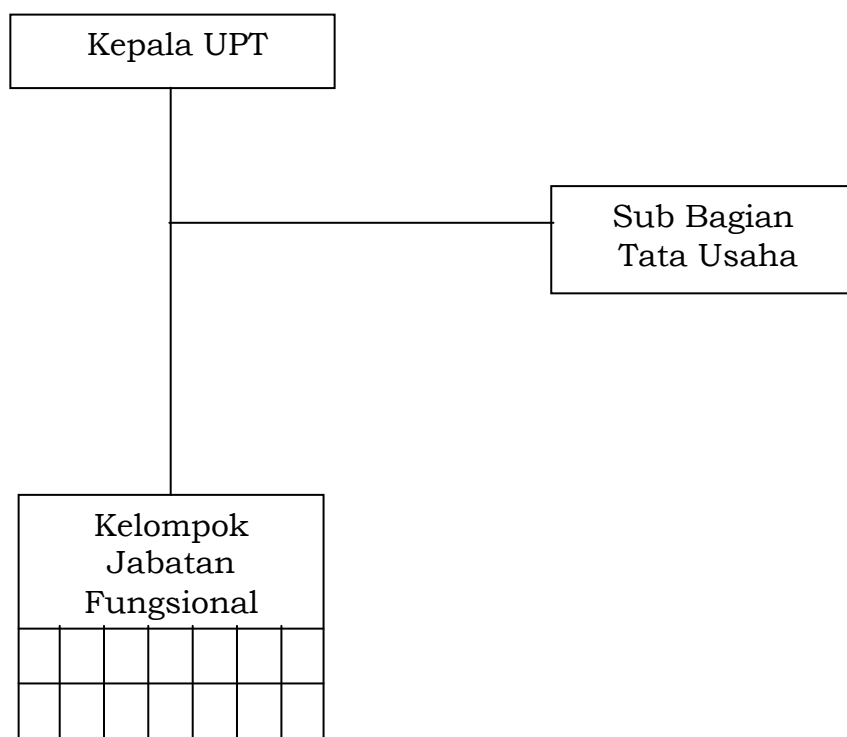 Kepala UPT
Sub Bagian
Tata Usaha
Kelompok
Jabatan
Fungsional